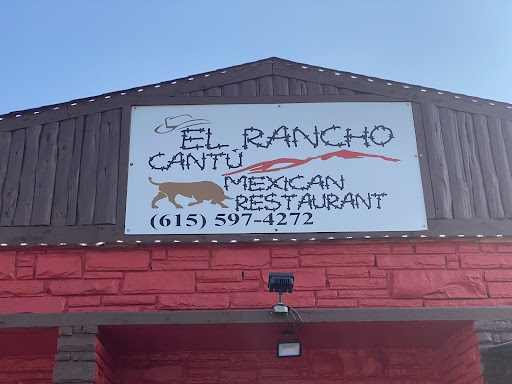 EL RANCHO
CANTÚ
MEXICAN
RESTAURANT
(615) 597-4272